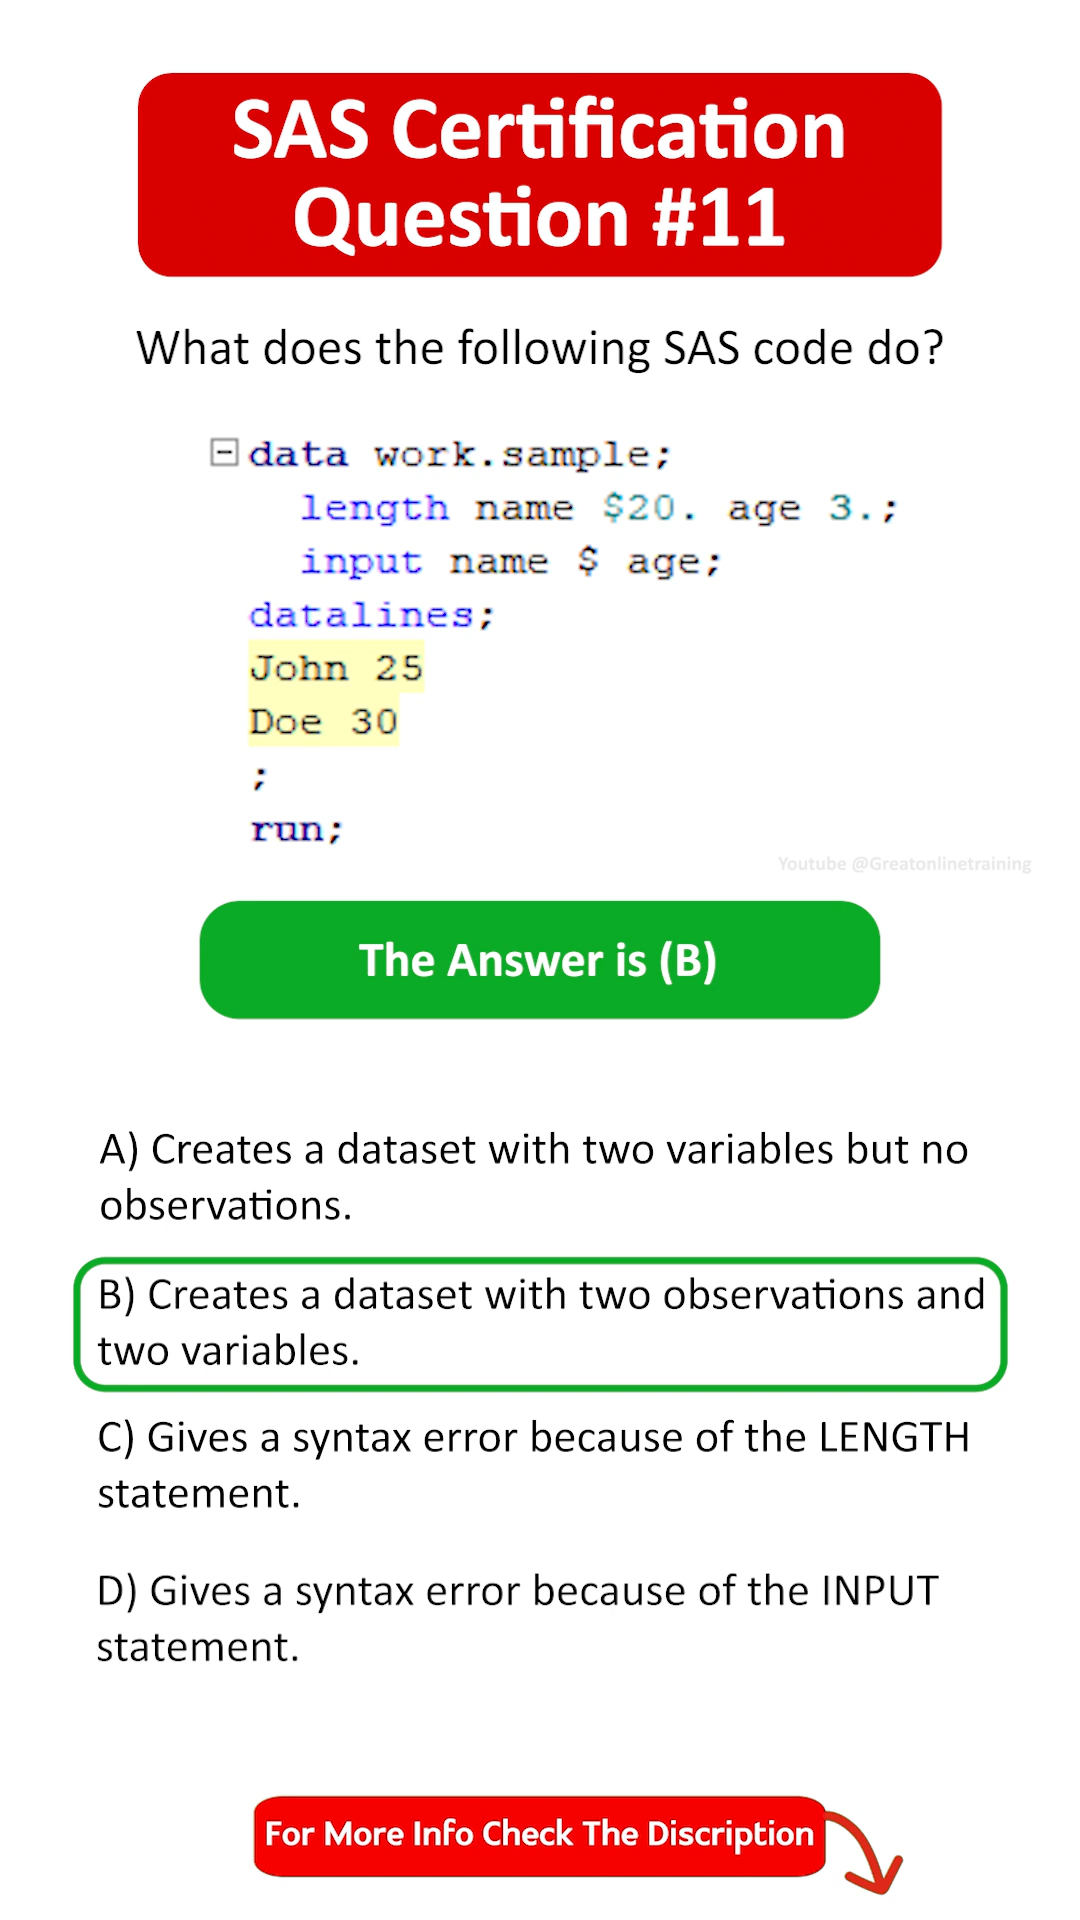 SAS Certification
Question #11
What does the following SAS code do?
data work.sample;
length name $20. age 3.;
input name $ age;
datalines;
John 25
Doe 30
;
run;
Youtube @Greatonlinetraining
The Answer is (B)
A) Creates a dataset with two variables but no
observations.
B) Creates a dataset with two observations and
two variables.
C) Gives a syntax error because of the LENGTH
statement.
D) Gives a syntax error because of the INPUT
statement.
For More Info Check The Discription